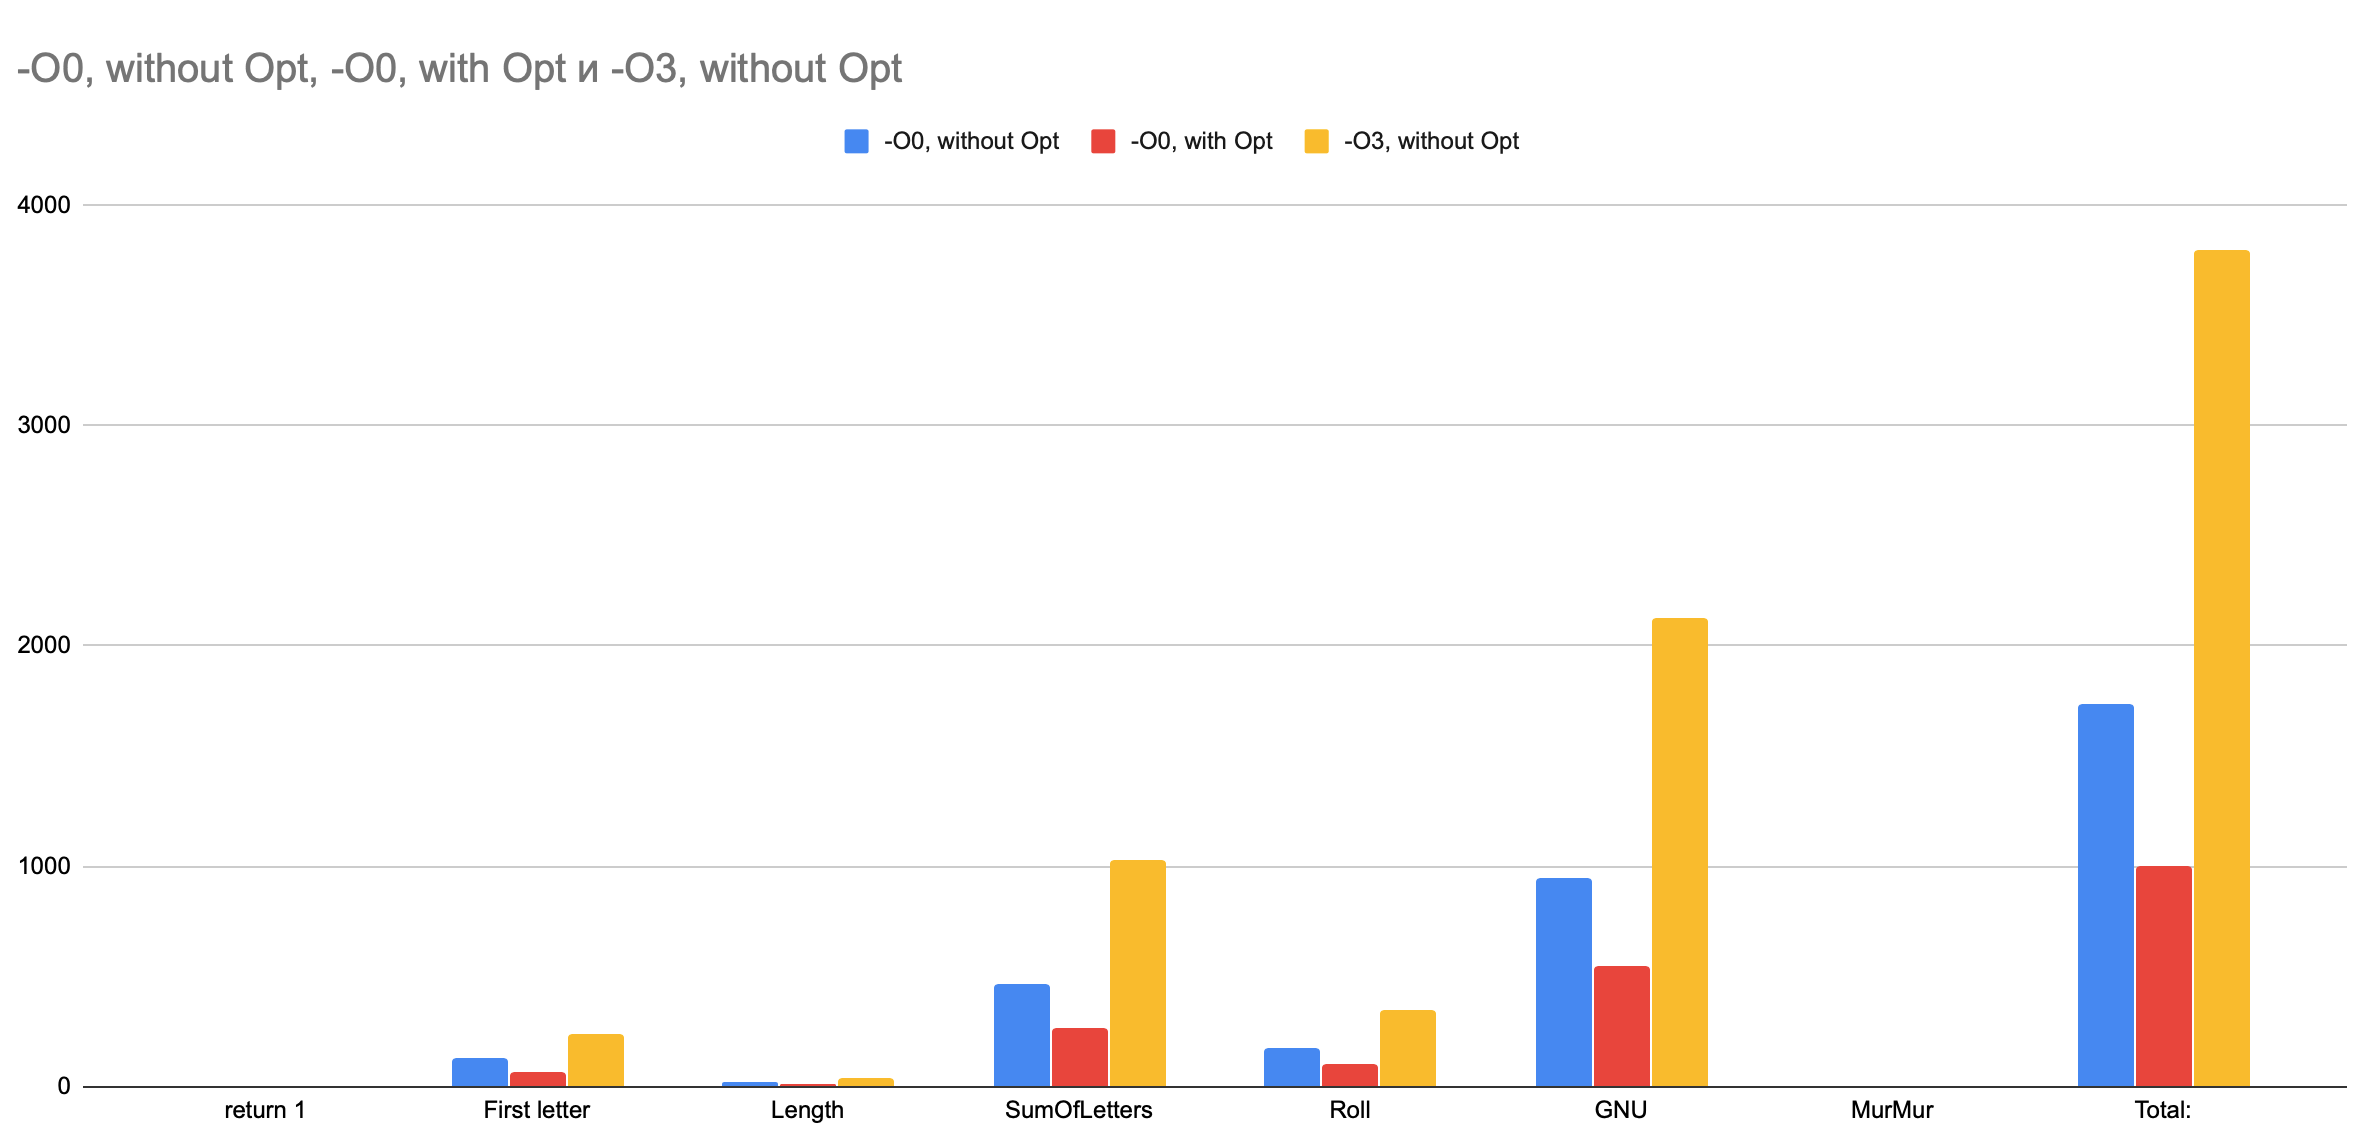 -O0, without Opt, -O0, with Opt и -O3, without Opt
-O0, without Opt -O0, with Opt -O3, without Opt
4000
3000
2000
1000
0
return 1 First letter Length SumOfLetters Roll GNU MurMur Total: